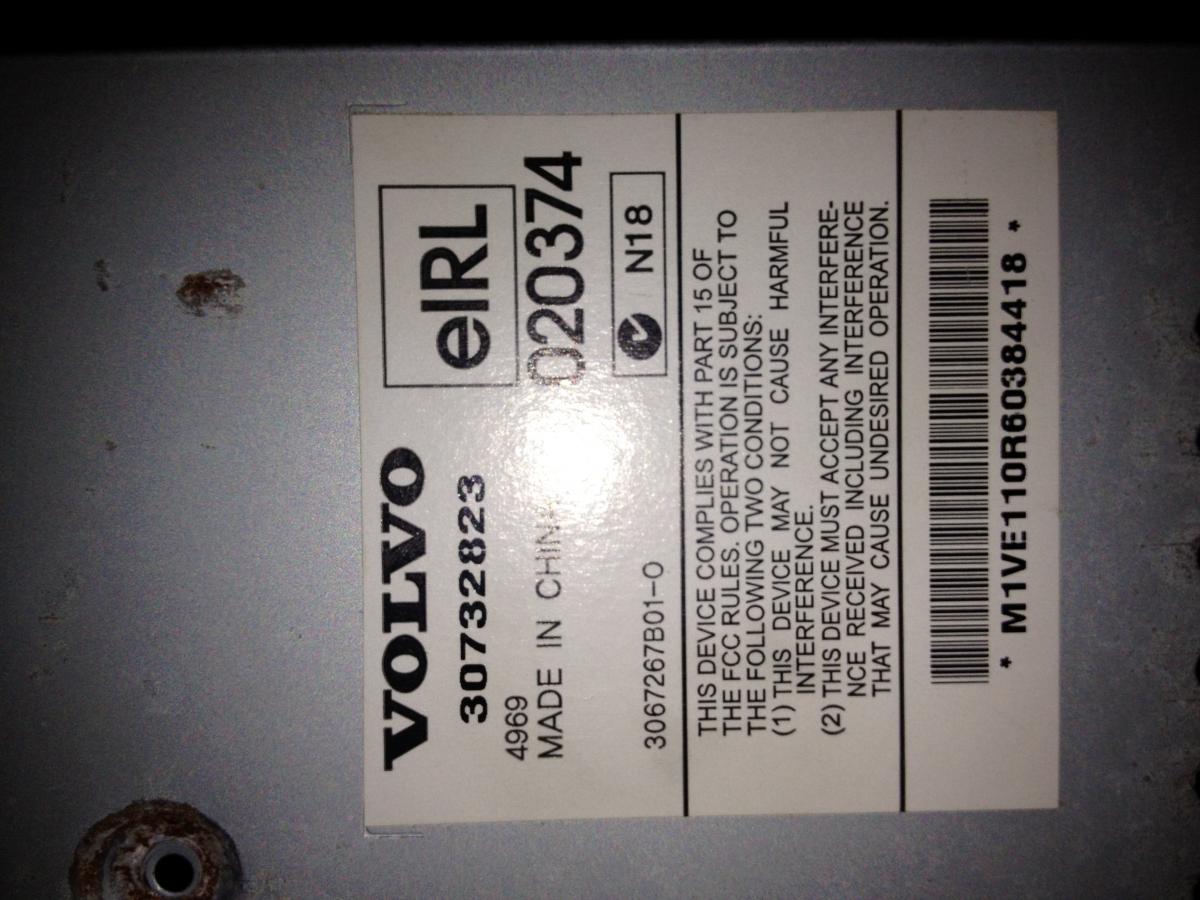 VOLVO
30732823
4969
MADE IN CHINA
3067267B01-O
eIRL
020374
N18
THIS DEVICE COMPLIES WITH PART 15 OF
THE FCC RULES. OPERATION IS SUBJECT TO
THE FOLLOWING TWO CONDITIONS:
(1) THIS DEVICE MAY NOT CAUSE HARMFUL
INTERFERENCE.
(2) THIS DEVICE MUST ACCEPT ANY INTERFERE-
NCE RECEIVED INCLUDING INTERFERENCE
THAT MAY CAUSE UNDESIRED OPERATION.
* M1VE110R60384418 *